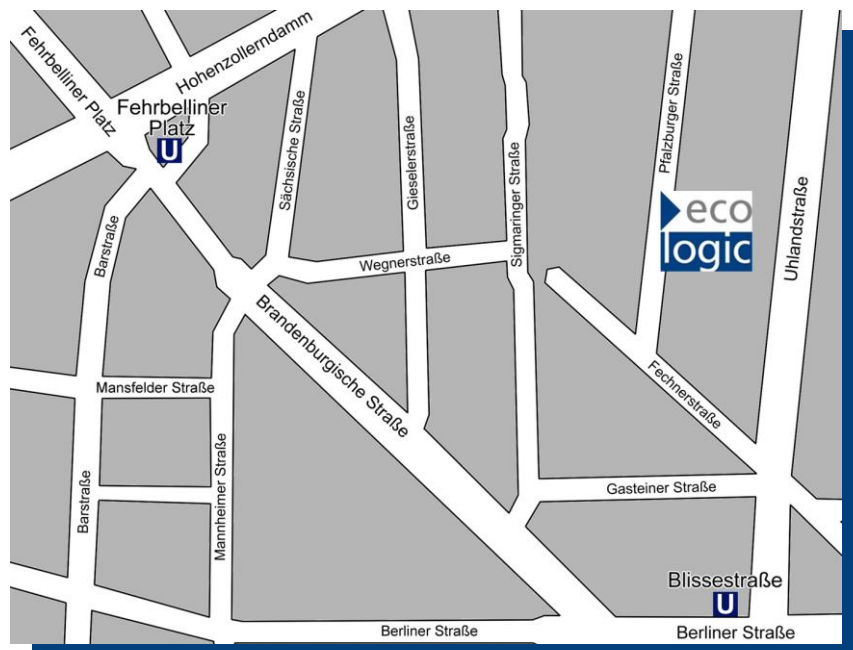 Hohenzollerndamm
Fehrbelliner Platz
Fehrbelliner
Platz
U
Sächsische Straße
Gieselerstraße
Sigmaringer Straße
Pfalzburger Straße
eco
logic
Uhlandstraße
Barstraße
Wegnerstraße
Brandenburgische Straße
Mansfelder Straße
Fechnerstraße
Barstraße
Mannheimer Straße
Gasteiner Straße
Blissestraße
U
Berliner Straße
Berliner Straße